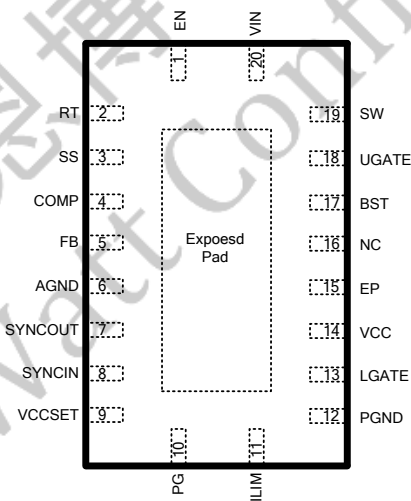 EN
VIN
1
20
RT 2
19 SW
SS 3
18 UGATE
COMP 4
17 BST
FB 5
16 NC
Expoesd
Pad
AGND 6
15 EP
SYNCOUT 7
14 VCC
SYNCIN 8
13 LGATE
VCCSET 9
12 PGND
10
11
PG
ILIM